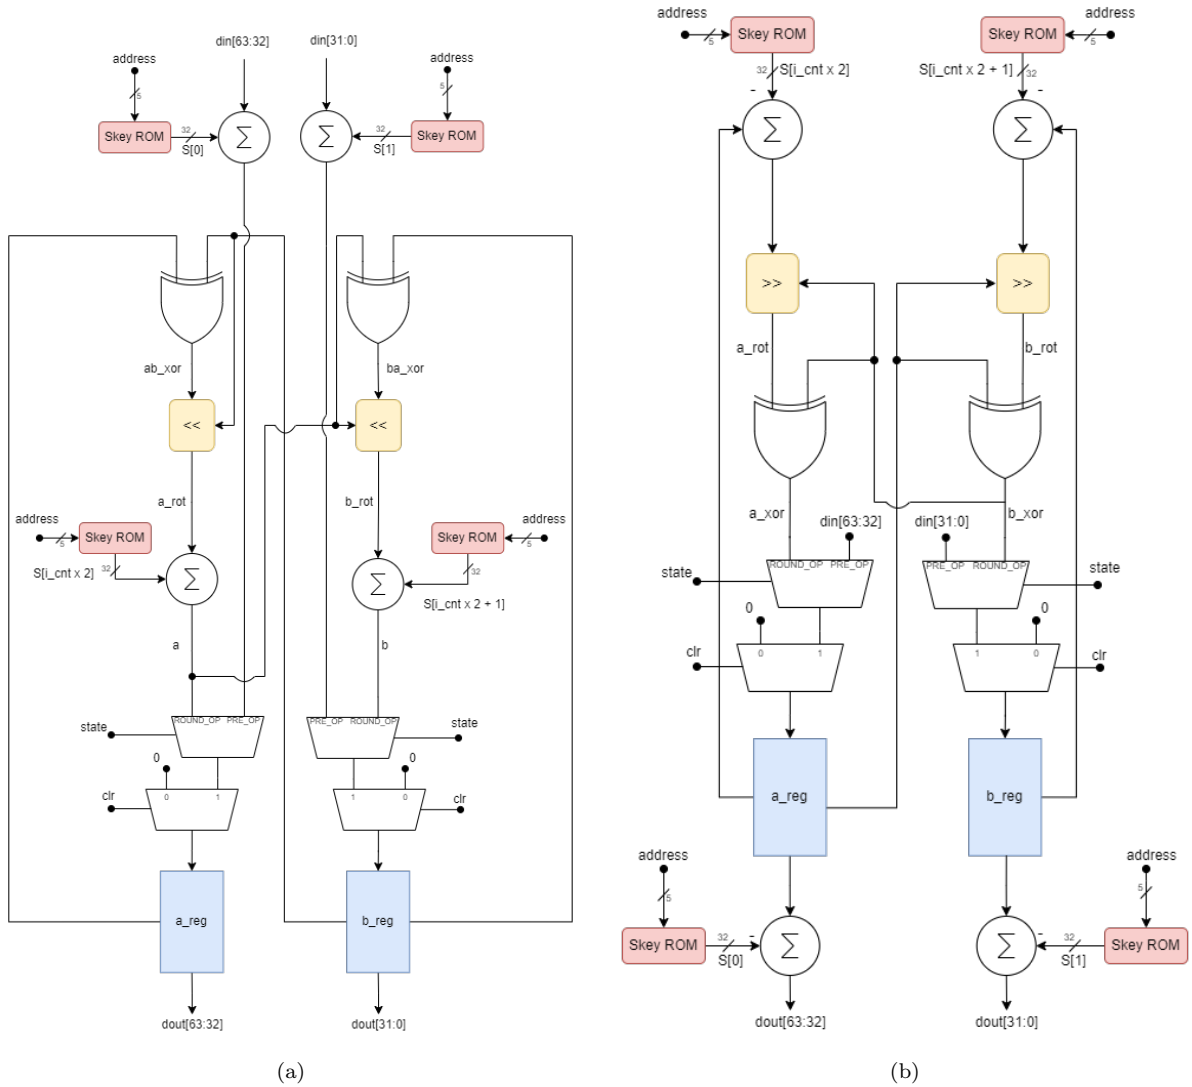 din[63:32]
din[31:0]
address
address
5
5
Skey ROM
32
S[0]
∑
∑
32
S[1]
Skey ROM
ab_xor
ba_xor
<<
<<
a_rot
b_rot
address
5
Skey ROM
S[i_cnt x 2]
32
∑
∑
Skey ROM
address
5
32
S[i_cnt x 2 + 1]
a
b
ROUND_OP
PRE_OP
PRE_OP
ROUND_OP
state
state
0
0
0
1
1
0
clr
clr
a_reg
b_reg
dout[63:32]
dout[31:0]
(a)
address
5
Skey ROM
Skey ROM
address
5
32
S[i_cnt x 2]
S[i_cnt x 2 + 1]
32
-
-
∑
∑
>>
>>
a_rot
b_rot
a_xor
b_xor
din[63:32]
din[31:0]
ROUND_OP
PRE_OP
PRE_OP
ROUND_OP
state
state
0
0
0
1
1
0
clr
clr
a_reg
b_reg
address
address
5
5
Skey ROM
32
S[0]
-
∑
∑
-
32
S[1]
Skey ROM
dout[63:32]
dout[31:0]
(b)